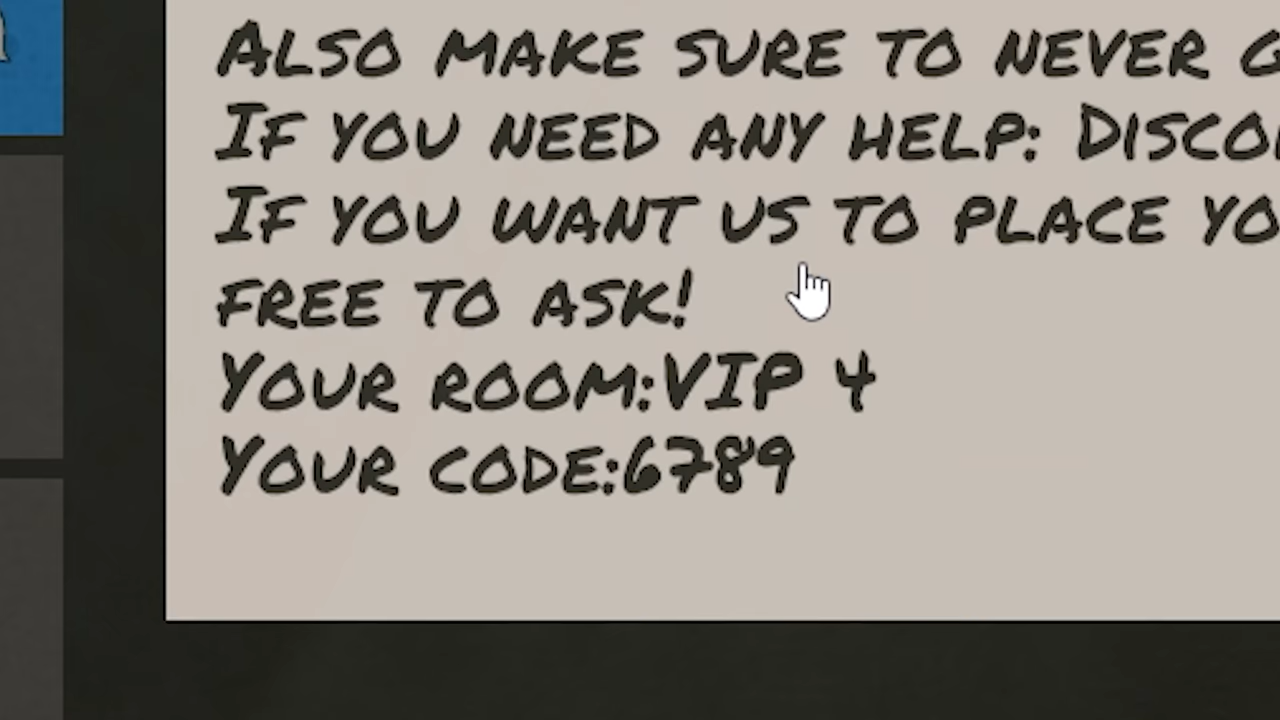 Also make sure to never
If you need any help:
If you want us to place
free to ask!
Your room:VIP 4
Your code:6789